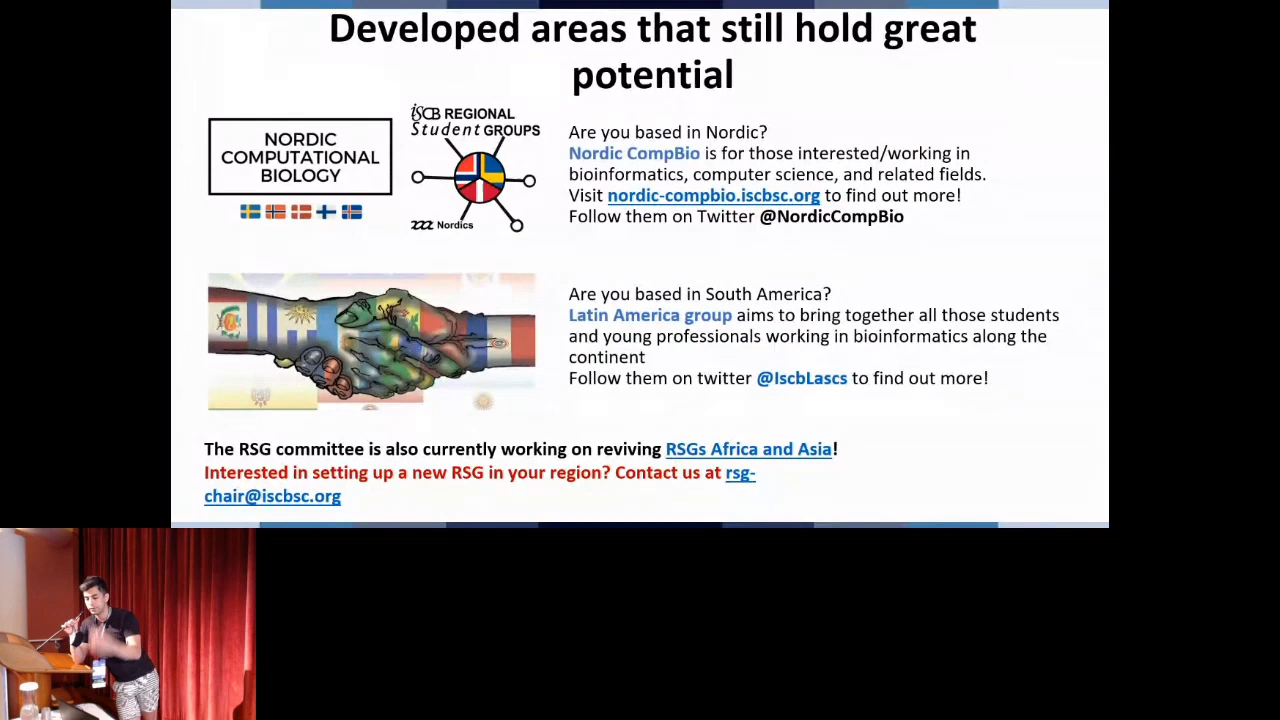 Developed areas that still hold great
potential
NORDIC
COMPUTATIONAL
BIOLOGY
iSCB REGIONAL
Student GROUPS
Nordics
Are you based in Nordic?
Nordic CompBio is for those interested/working in
bioinformatics, computer science, and related fields.
Visit nordic-compbio.iscbsc.org to find out more!
Follow them on Twitter @NordicCompBio
Are you based in South America?
Latin America group aims to bring together all those students
and young professionals working in bioinformatics along the
continent
Follow them on twitter @IscbLascs to find out more!
The RSG committee is also currently working on reviving RSGs Africa and Asia!
Interested in setting up a new RSG in your region? Contact us at rsg-
chair@iscbsc.org